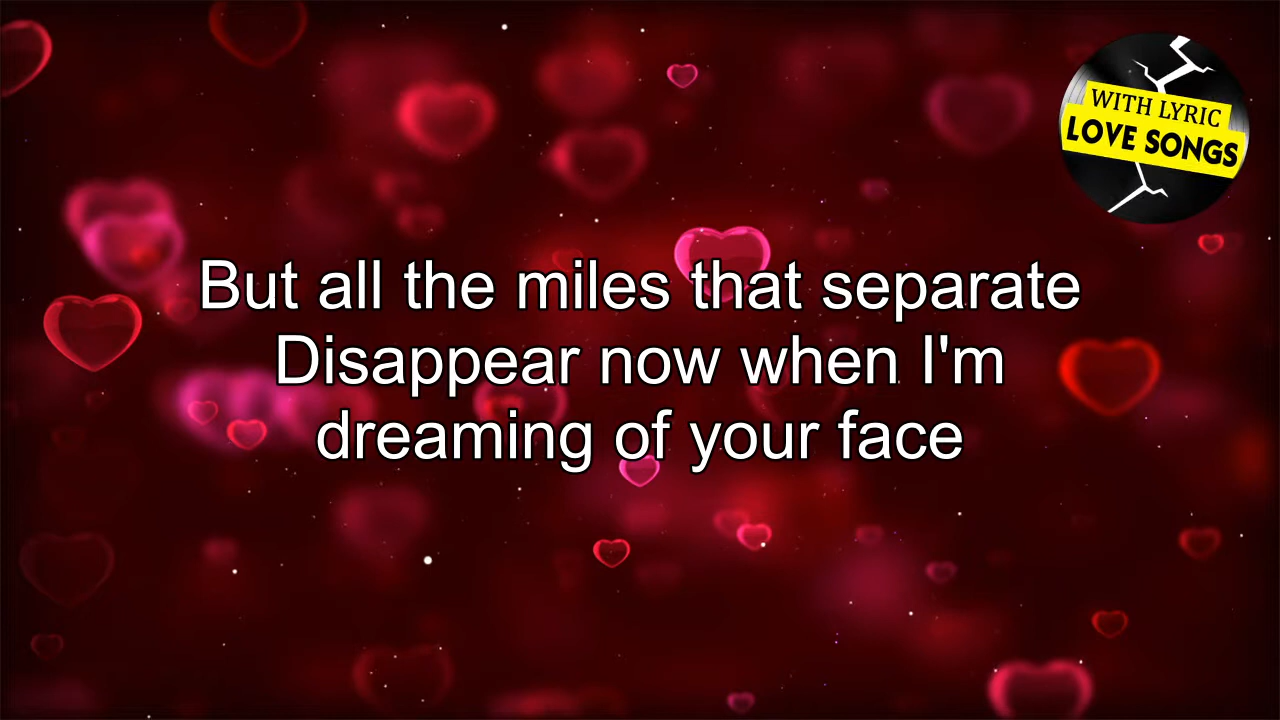 WITH LYRIC
LOVE SONGS
But all the miles that separate
Disappear now when I'm
dreaming of your face